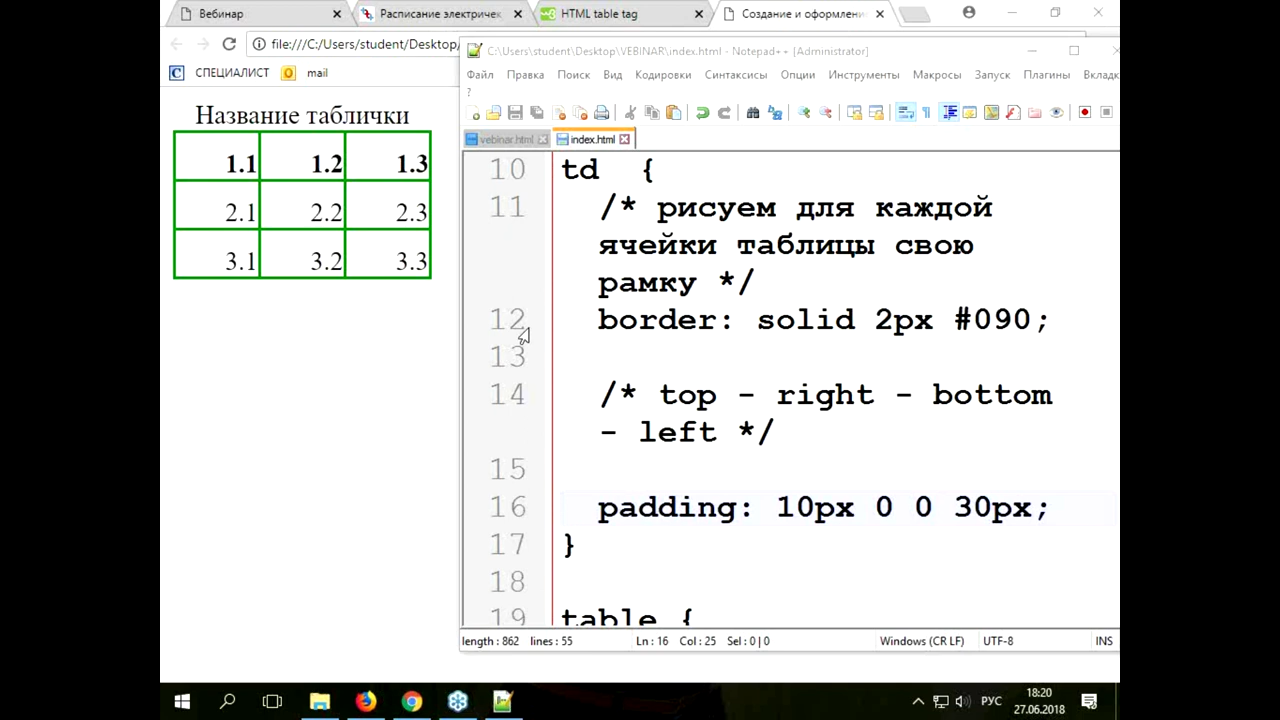 Вебинар
Расписание электричек
HTML table tag
Создание и оформлени
file:///C:/Users/student/Desktop/
СПЕЦИАЛИСТ
mail
Название таблички
1.1 1.2 1.3
2.1 2.2 2.3
3.1 3.2 3.3
C:\Users\student\Desktop\VEBINAR\index.html - Notepad++ [Administrator]
Файл Правка Поиск Вид Кодировки Синтаксисы Опции Инструменты Макросы Запуск Плагины Вкладк
?
vebinar.html index.html
10 td {
11 /* рисуем для каждой
ячейки таблицы свою
рамку */
12 border: solid 2px #090;
13
14 /* top - right - bottom
- left */
15
16 padding: 10px 0 0 30px;
17 }
18
19 table {
length : 862 lines : 55 Ln : 16 Col : 25 Sel : 0 | 0 Windows (CR LF) UTF-8 INS
РУС
18:20
27.06.2018